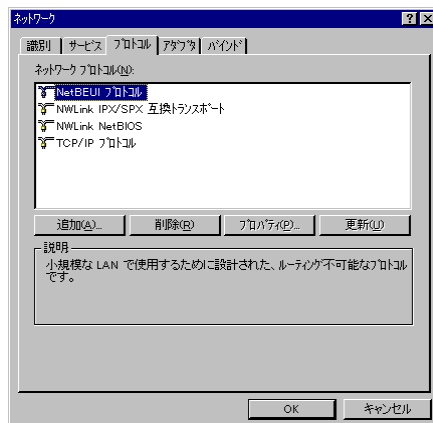 ネットワーク
識別 サービス プロトコル アダプタ バインド
ネットワーク プロトコル(N):
NetBEUI プロトコル
NWLink IPX/SPX 互換トランスポート
NWLink NetBIOS
TCP/IP プロトコル
追加(A)... 削除(R) プロパティ(P)... 更新(U)
説明
小規模な LAN で使用するために設計された、ルーティング不可能なプロトコル
です。
OK キャンセル